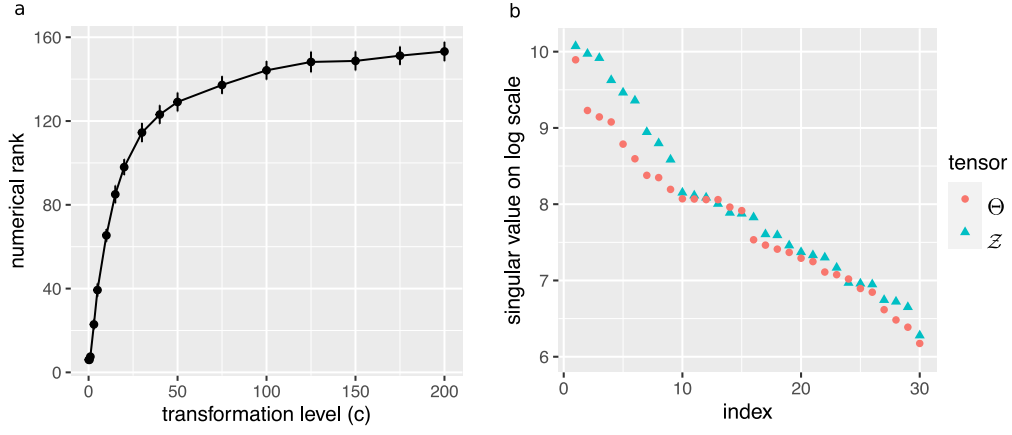 a
160
120
80
40
0
numerical rank
0
50
100
150
200
transformation level (c)
b
10
9
8
7
6
singular value on log scale
0
10
20
30
index
tensor
Θ
𝒵